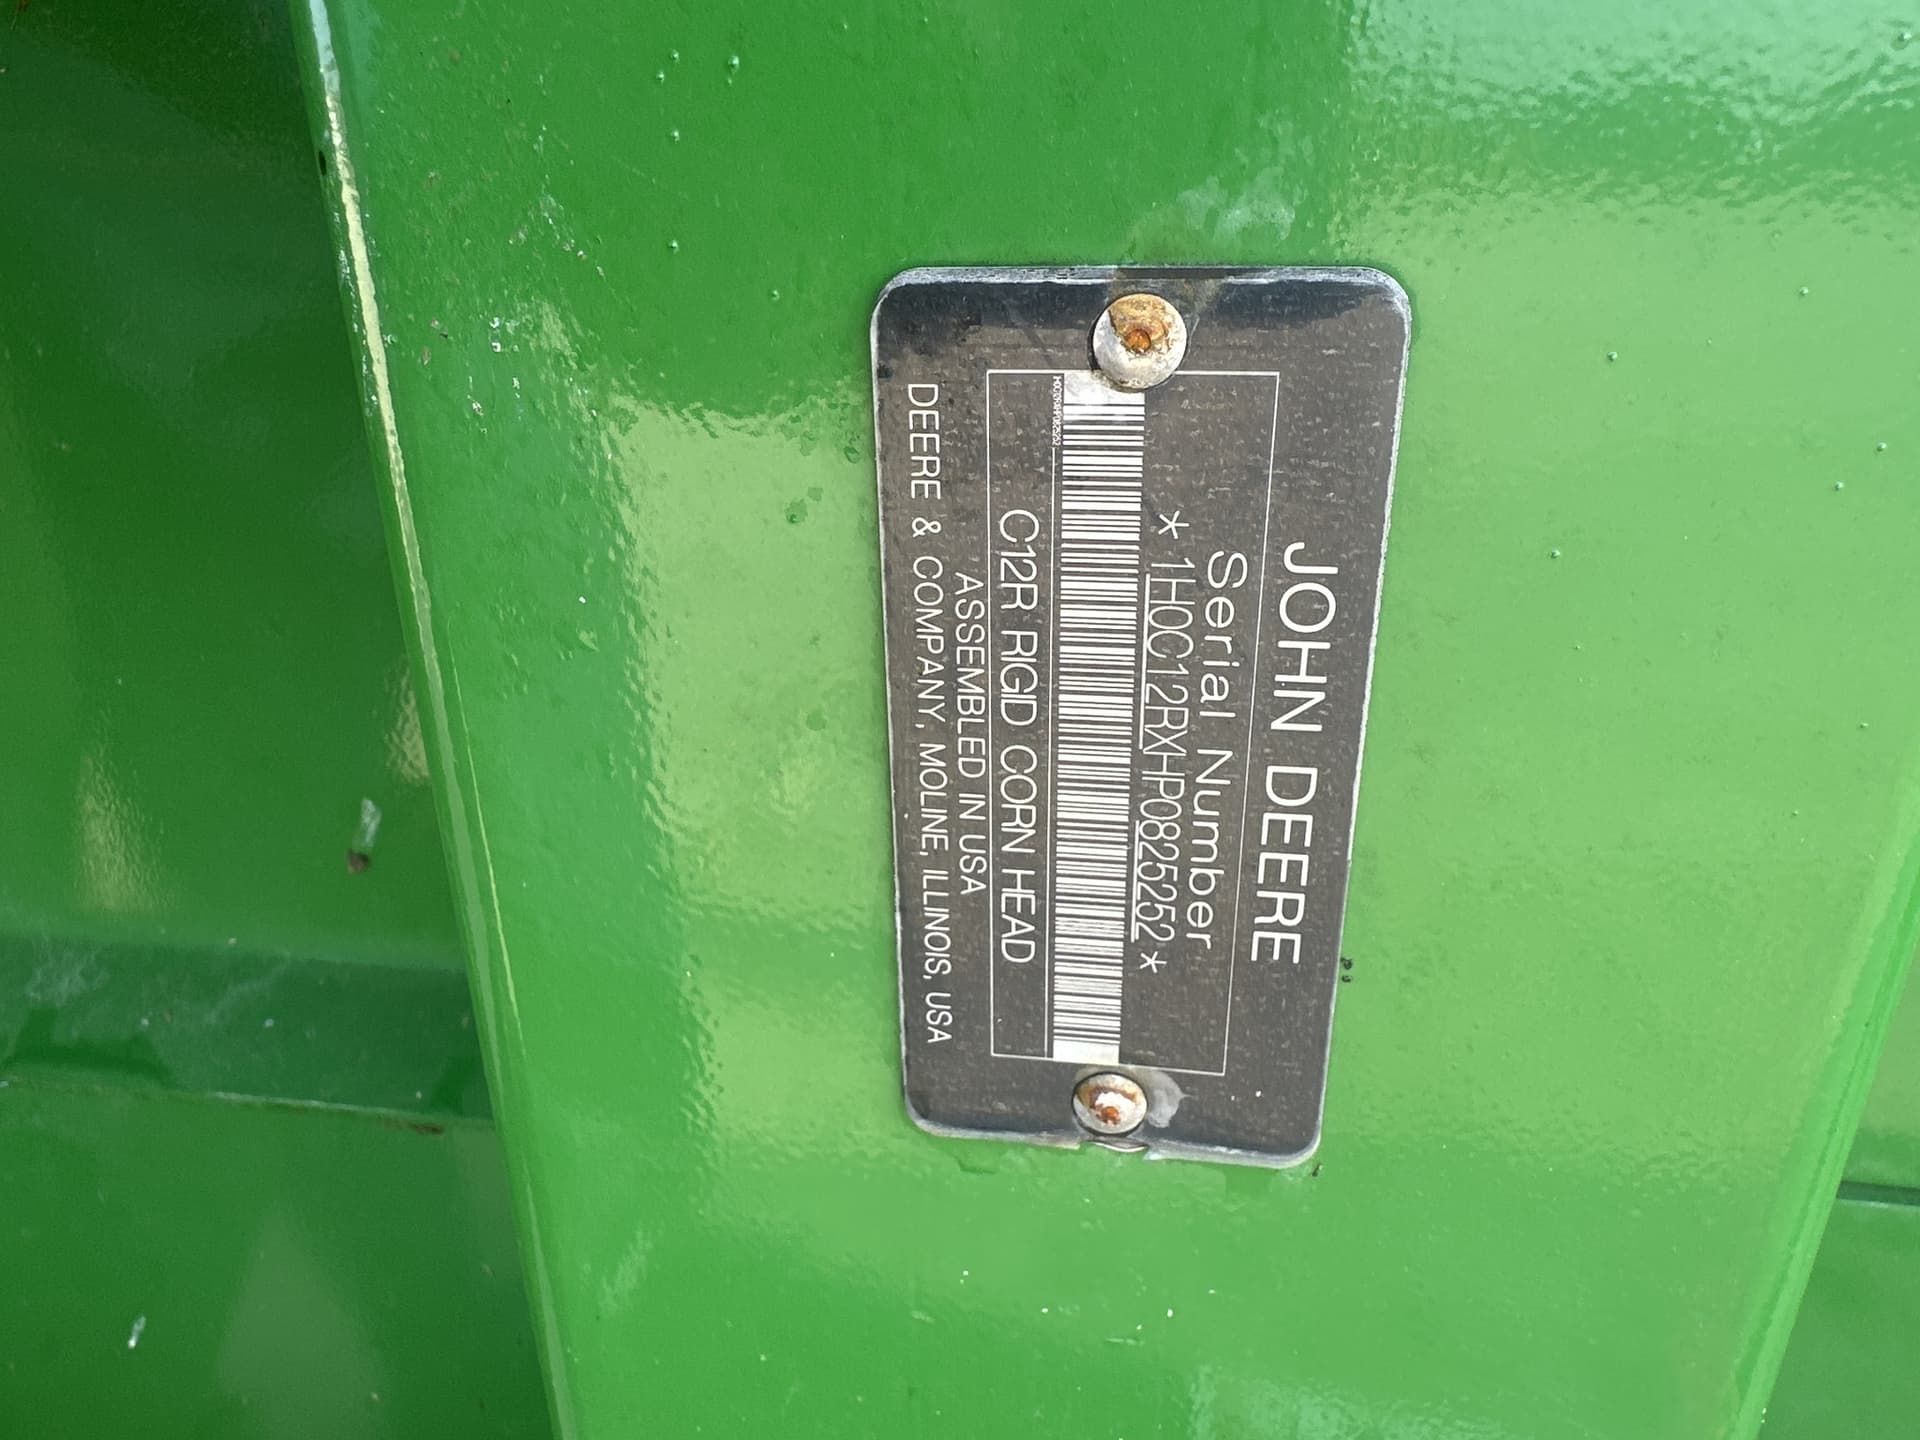 JOHN DEERE
Serial Number
*1H0C12RXHP0825252*
C12R RIGID CORN HEAD
ASSEMBLED IN USA
DEERE & COMPANY, MOLINE, ILLINOIS, USA